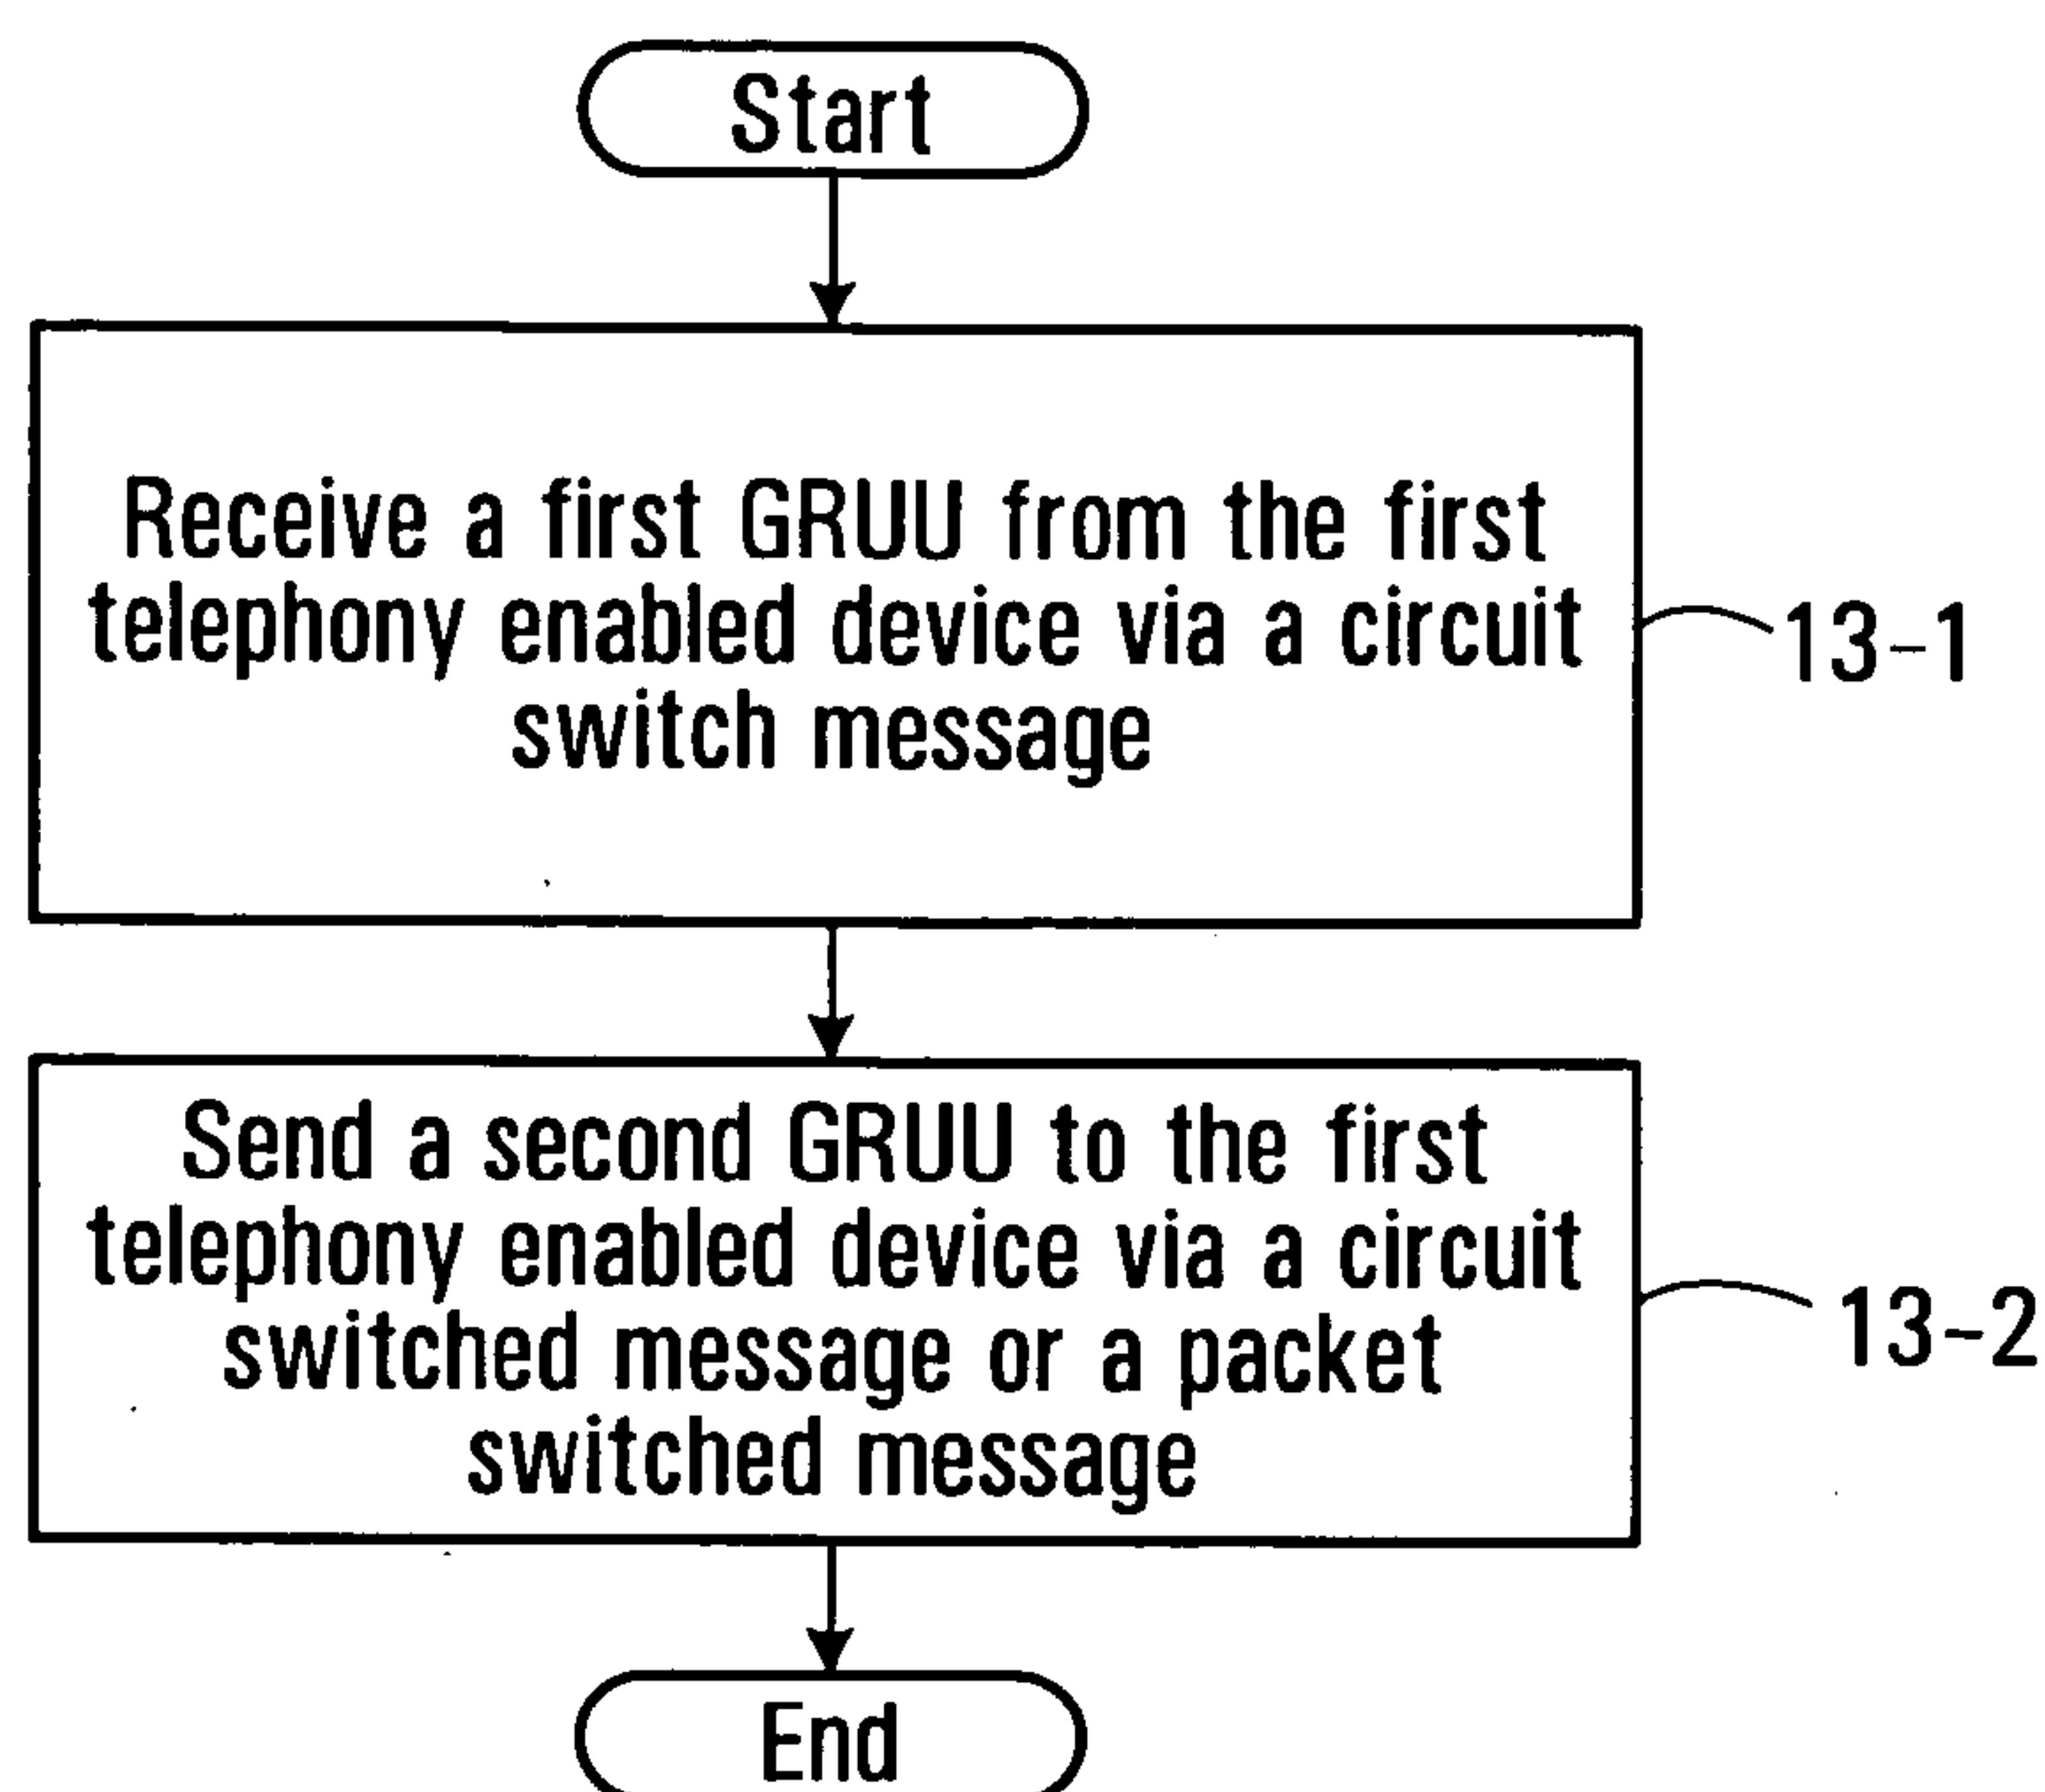 Start
Receive a first GRUU from the first
telephony enabled device via a circuit
switch message
13-1
Send a second GRUU to the first
telephony enabled device via a circuit
switched message or a packet
switched message
13-2
End